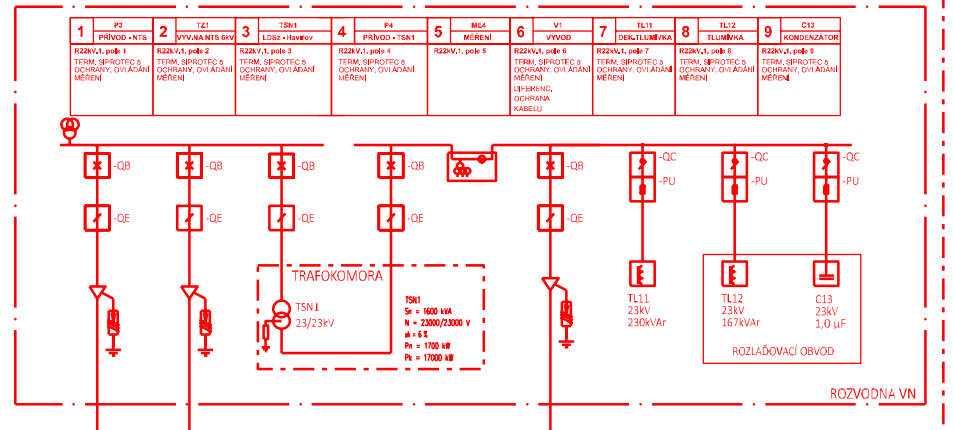 1 P3 2 TZ1 3 TSN1 4 P4 5 ME4 6 V1 7 TL11 8 TL12 9 C13
PŘÍVOD - NTS VÝV.NA NTS 6kV LDSž - Havířov PŘÍVOD - TSN1 MĚŘENÍ VÝVOD DEK.TLUMIVKA TLUMIVKA KONDENZÁTOR
R22kV.1, pole 1 R22kV.1, pole 2 R22kV.1, pole 3 R22kV.1, pole 4 R22kV.1, pole 5 R22kV.1, pole 6 R22kV.1, pole 7 R22kV.1, pole 8 R22kV.1, pole 9
TERM. SIPROTEC 5 TERM. SIPROTEC 5 TERM. SIPROTEC 5 TERM. SIPROTEC 5 TERM. SIPROTEC 5 TERM. SIPROTEC 5 TERM. SIPROTEC 5 TERM. SIPROTEC 5
OCHRANY, OVLÁDÁNÍ OCHRANY, OVLÁDÁNÍ OCHRANY, OVLÁDÁNÍ OCHRANY, OVLÁDÁNÍ OCHRANY, OVLÁDÁNÍ OCHRANY, OVLÁDÁNÍ OCHRANY, OVLÁDÁNÍ OCHRANY, OVLÁDÁNÍ
MĚŘENÍ MĚŘENÍ MĚŘENÍ MĚŘENÍ MĚŘENÍ MĚŘENÍ MĚŘENÍ MĚŘENÍ
DIFERENC.
OCHRANA
KABELU
-QB -QB -QB -QB -QB -QC -QC -QC
-PU -PU -PU
-QE -QE -QE -QE -QE
TRAFOKOMORA
TSN1
23/23kV
TSN1
Sn = 1600 kVA
N = 23000/23000 V
uk = 6 %
Pn = 1700 kW
Pk = 17000 kW
TL11
23kV
230kVAr
TL12
23kV
167kVAr
C13
23kV
1,0 µF
ROZLAĎOVACÍ OBVOD
ROZVODNA VN